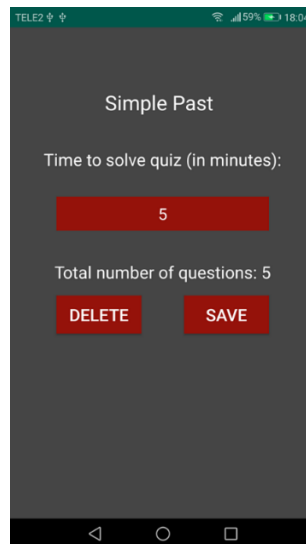 TELE2 59% 18:04
Simple Past
Time to solve quiz (in minutes):
5
Total number of questions: 5
DELETE SAVE